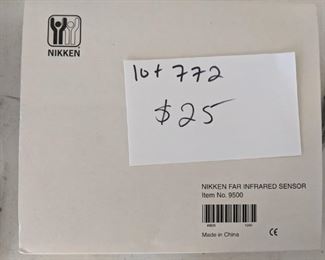 NIKKEN
lot 772
$25
NIKKEN FAR INFRARED SENSOR
Item No. 9500
Made in China CE